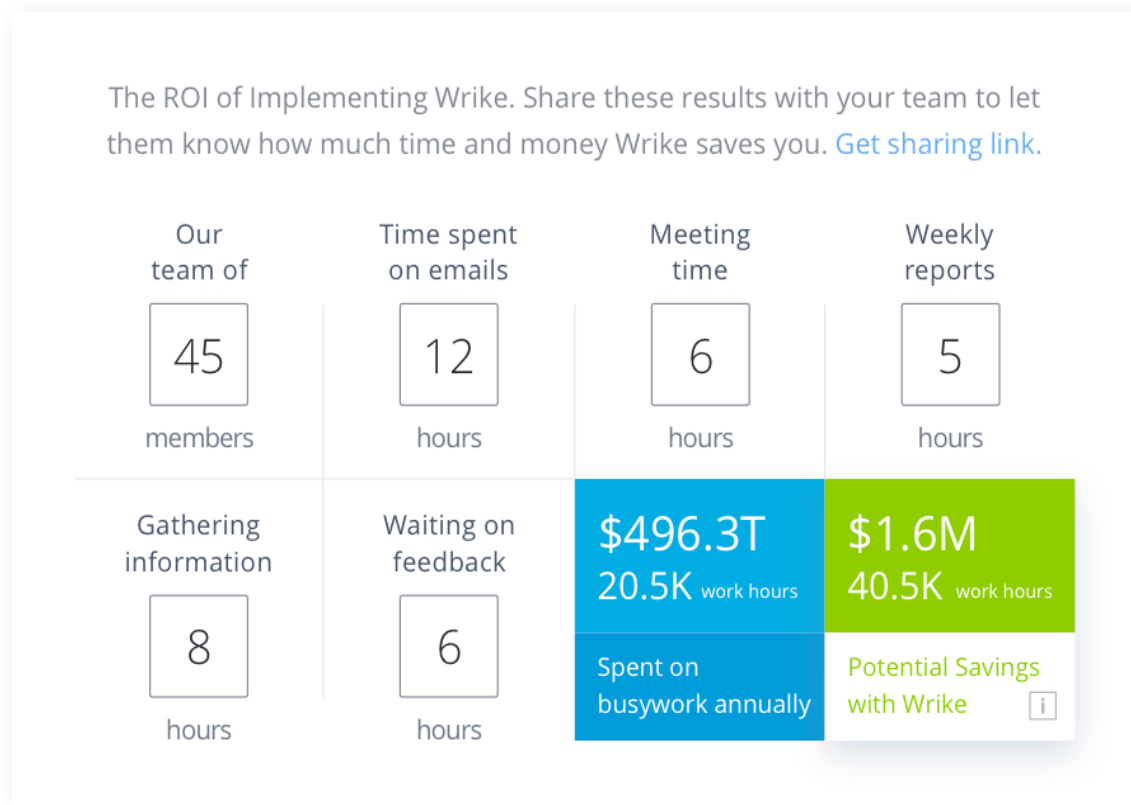 The ROI of Implementing Wrike. Share these results with your team to let
them know how much time and money Wrike saves you. Get sharing link.
Our
team of
45
members
Time spent
on emails
12
hours
Meeting
time
6
hours
Weekly
reports
5
hours
Gathering
information
8
hours
Waiting on
feedback
6
hours
$496.3T
20.5K work hours
Spent on
busywork annually
$1.6M
40.5K work hours
Potential Savings
with Wrike
i